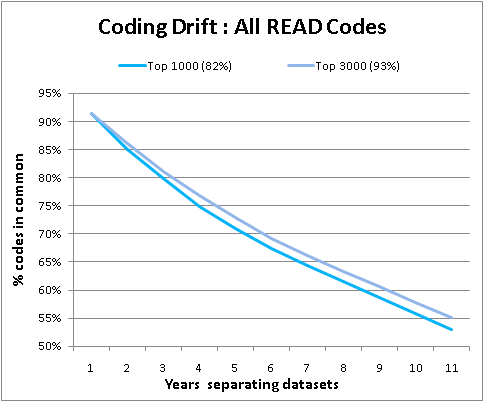 Coding Drift : All READ Codes
Top 1000 (82%) Top 3000 (93%)
95%
90%
85%
80%
75%
70%
65%
60%
55%
50%
% codes in common
1 2 3 4 5 6 7 8 9 10 11
Years separating datasets